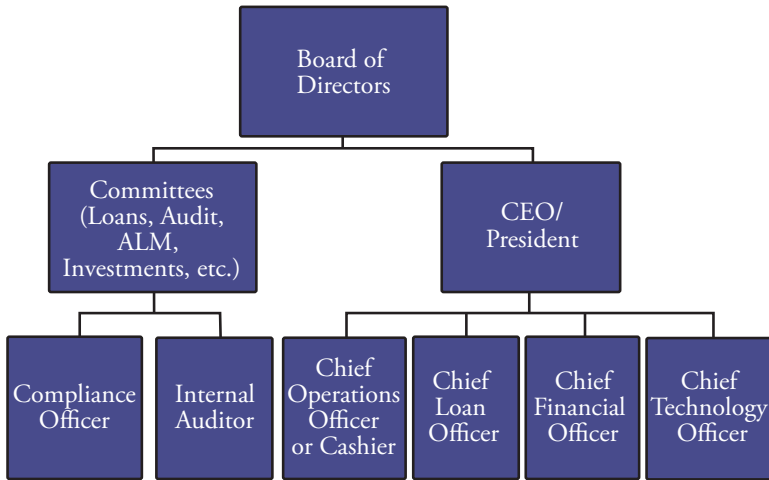 Board of
Directors
Committees
(Loans, Audit,
ALM,
Investments, etc.)
CEO/
President
Compliance
Officer
Internal
Auditor
Chief
Operations
Officer
or Cashier
Chief
Loan
Officer
Chief
Financial
Officer
Chief
Technology
Officer